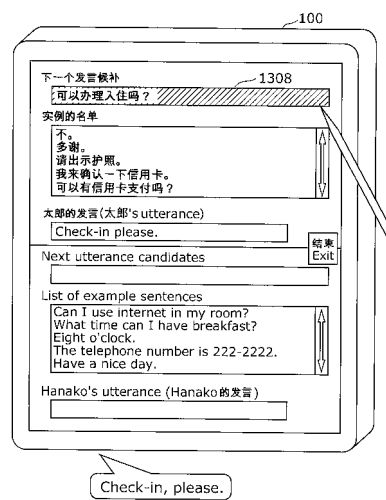 100
下一个发言候补
1308
可以办理入住吗？
实例的名单
不。
多谢。
请出示护照。
我来确认一下信用卡。
可以有信用卡支付吗？
太郎的发言(太郎's utterance)
Check-in please.
结束
Exit
Next utterance candidates
List of example sentences
Can I use internet in my room?
What time can I have breakfast?
Eight o'clock.
The telephone number is 222-2222.
Have a nice day.
Hanako's utterance (Hanako的发言)
Check-in, please.